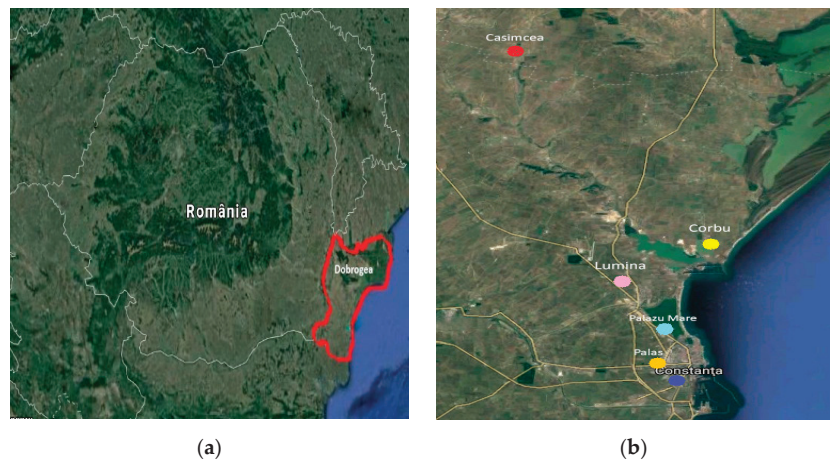 România
Dobrogea
Casimcea
Corbu
Lumina
Palazu Mare
Palas
Constanța
(a)
(b)